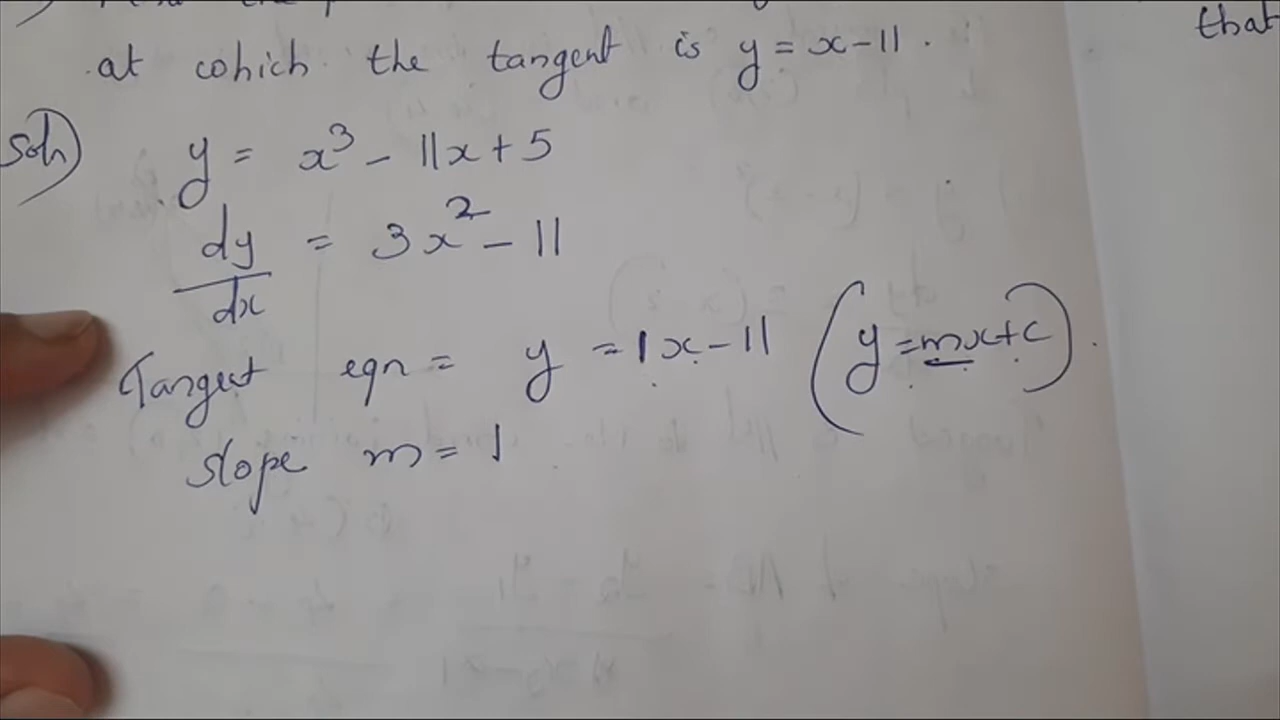 that
at which the tangent is y = x - 11 .
Soln) y = x³ - 11x + 5
dy/dx = 3x² - 11
Tangent eqn = y = 1x - 11 (y = mx + c) .
slope m = 1